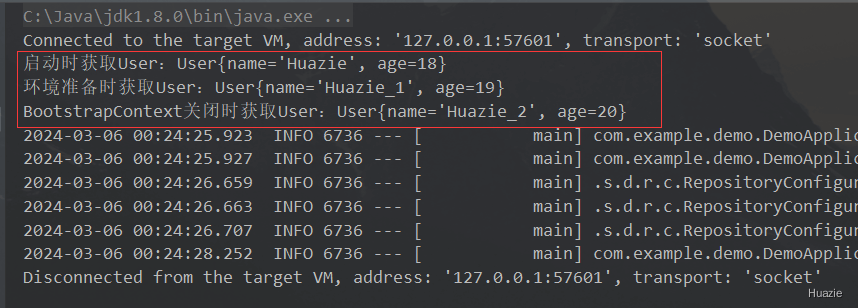 C:\Java\jdk1.8.0\bin\java.exe ...
Connected to the target VM, address: '127.0.0.1:57601', transport: 'socket'
启动时获取User：User{name='Huazie', age=18}
环境准备时获取User：User{name='Huazie_1', age=19}
BootstrapContext关闭时获取User：User{name='Huazie_2', age=20}
2024-03-06 00:24:25.923  INFO 6736 --- [           main] com.example.demo.DemoApplic
2024-03-06 00:24:25.927  INFO 6736 --- [           main] com.example.demo.DemoApplic
2024-03-06 00:24:26.659  INFO 6736 --- [           main] .s.d.r.c.RepositoryConfigur
2024-03-06 00:24:26.663  INFO 6736 --- [           main] .s.d.r.c.RepositoryConfigur
2024-03-06 00:24:26.707  INFO 6736 --- [           main] .s.d.r.c.RepositoryConfigur
2024-03-06 00:24:28.252  INFO 6736 --- [           main] com.example.demo.DemoApplic
Disconnected from the target VM, address: '127.0.0.1:57601', transport: 'socket'
Huazie